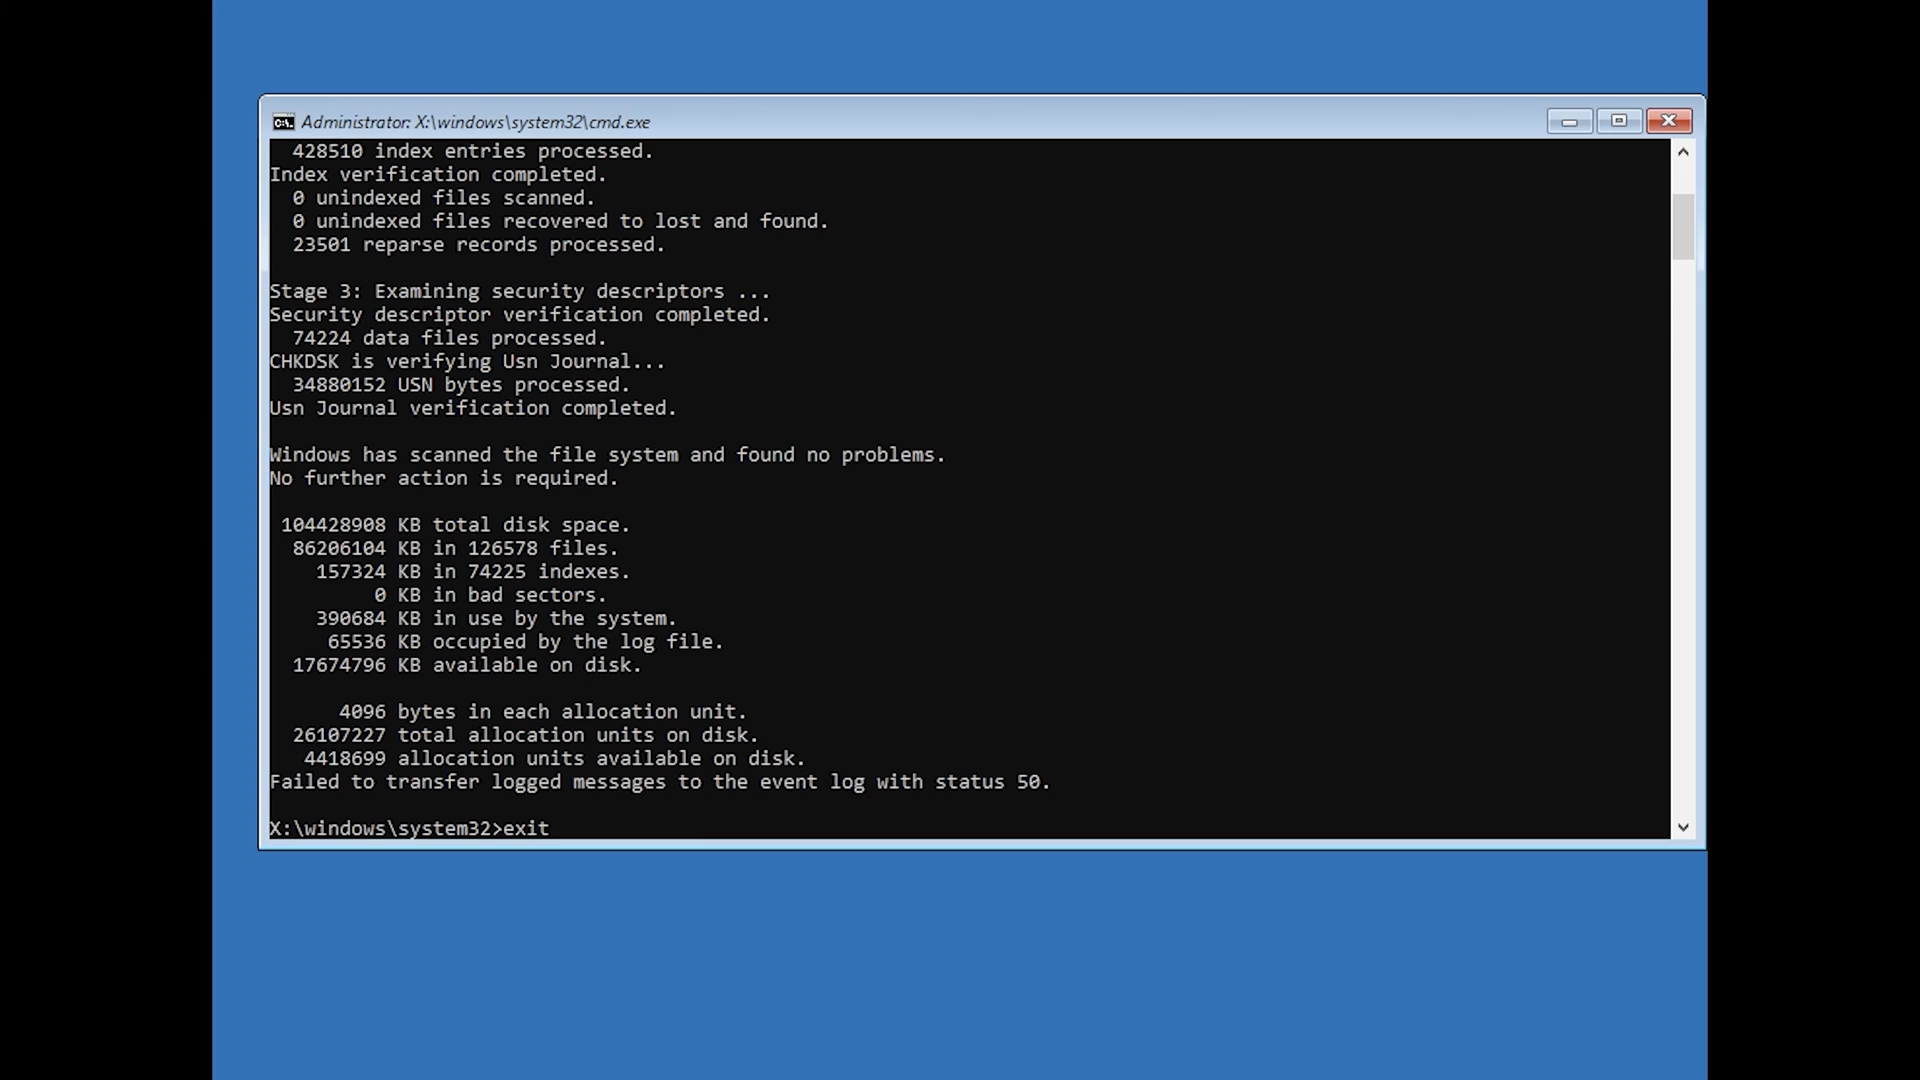 Administrator: X:\windows\system32\cmd.exe
428510 index entries processed.
Index verification completed.
0 unindexed files scanned.
0 unindexed files recovered to lost and found.
23501 reparse records processed.
Stage 3: Examining security descriptors ...
Security descriptor verification completed.
74224 data files processed.
CHKDSK is verifying Usn Journal...
34880152 USN bytes processed.
Usn Journal verification completed.
Windows has scanned the file system and found no problems.
No further action is required.
104428908 KB total disk space.
86206104 KB in 126578 files.
157324 KB in 74225 indexes.
0 KB in bad sectors.
390684 KB in use by the system.
65536 KB occupied by the log file.
17674796 KB available on disk.
4096 bytes in each allocation unit.
26107227 total allocation units on disk.
4418699 allocation units available on disk.
Failed to transfer logged messages to the event log with status 50.
X:\windows\system32>exit